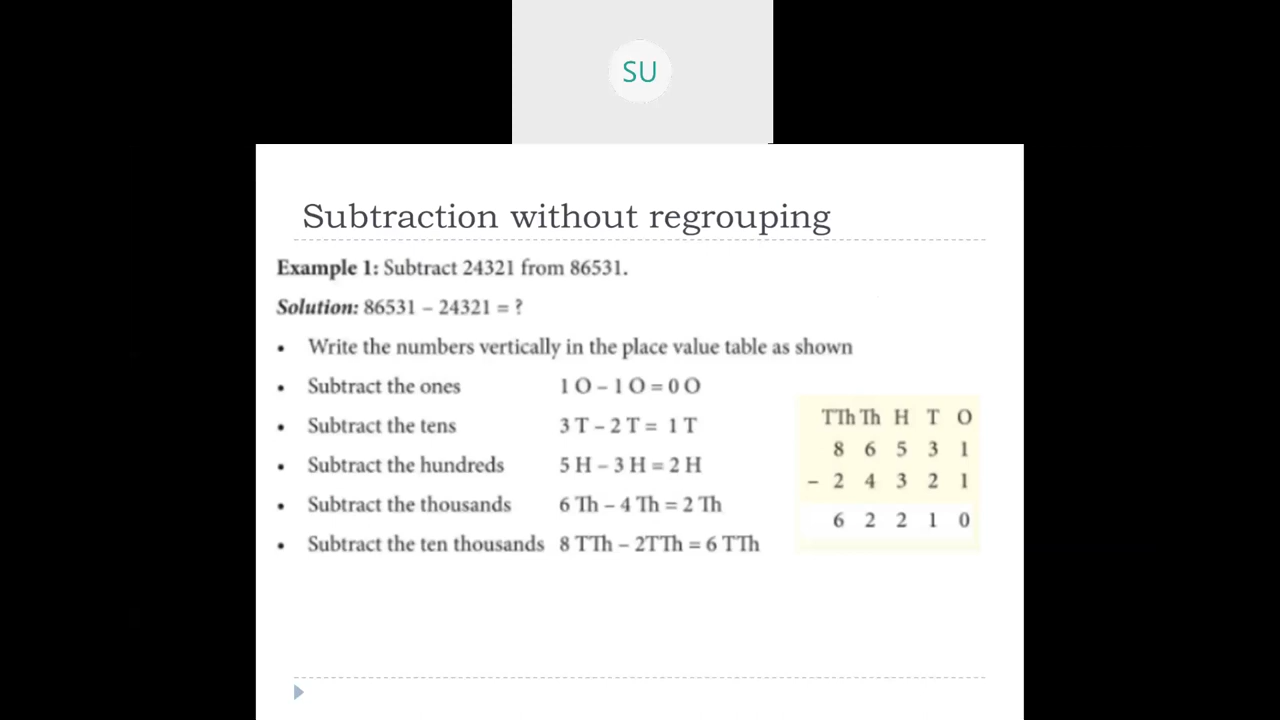 SU
Subtraction without regrouping
Example 1: Subtract 24321 from 86531.
Solution: 86531 – 24321 = ?
• Write the numbers vertically in the place value table as shown
• Subtract the ones 1 O – 1 O = 0 O
• Subtract the tens 3 T – 2 T = 1 T
• Subtract the hundreds 5 H – 3 H = 2 H
• Subtract the thousands 6 Th – 4 Th = 2 Th
• Subtract the ten thousands 8 TTh – 2TTh = 6 TTh
TTh Th H T O
8 6 5 3 1
– 2 4 3 2 1
6 2 2 1 0